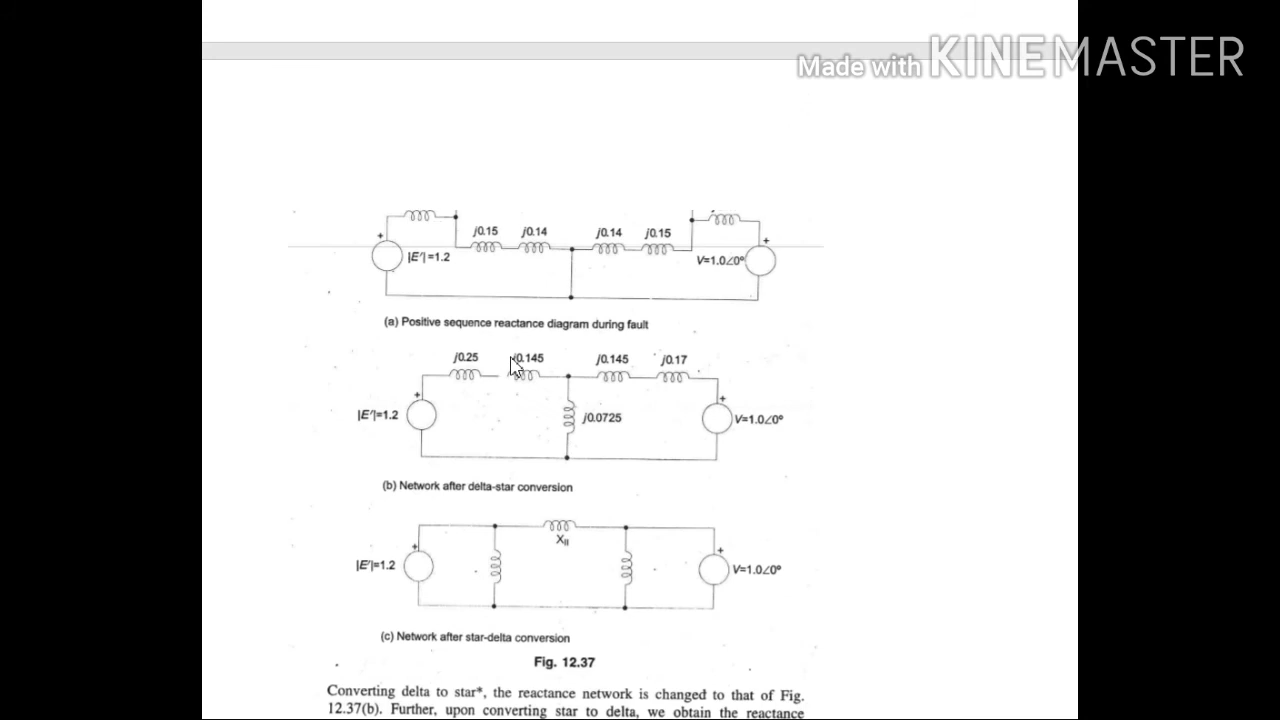 Made with KINEMASTER
j0.15 j0.14 j0.14 j0.15
+ +
|E'|=1.2 V=1.0∠0°
(a) Positive sequence reactance diagram during fault
j0.25 j0.145 j0.145 j0.17
+ +
|E'|=1.2 j0.0725 V=1.0∠0°
(b) Network after delta-star conversion
X_II
+ +
|E'|=1.2 V=1.0∠0°
(c) Network after star-delta conversion
Fig. 12.37
Converting delta to star*, the reactance network is changed to that of Fig.
12.37(b). Further, upon converting star to delta, we obtain the reactance